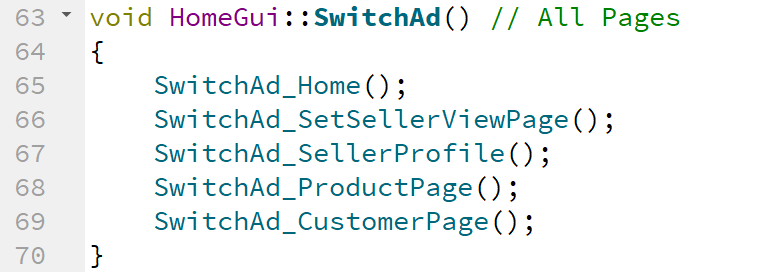 63 void HomeGui::SwitchAd() // All Pages
64 {
65     SwitchAd_Home();
66     SwitchAd_SetSellerViewPage();
67     SwitchAd_SellerProfile();
68     SwitchAd_ProductPage();
69     SwitchAd_CustomerPage();
70 }